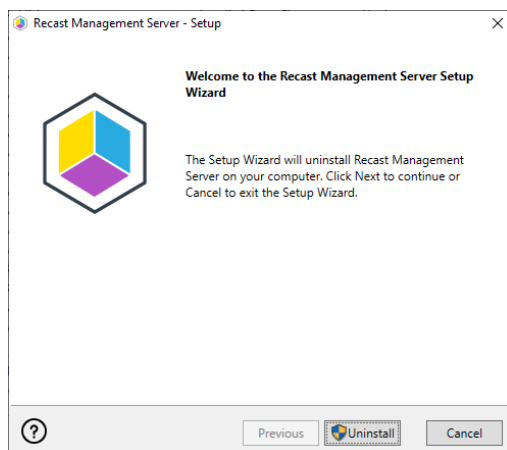 Recast Management Server - Setup
Welcome to the Recast Management Server Setup
Wizard
The Setup Wizard will uninstall Recast Management
Server on your computer. Click Next to continue or
Cancel to exit the Setup Wizard.
?
Previous
Uninstall
Cancel